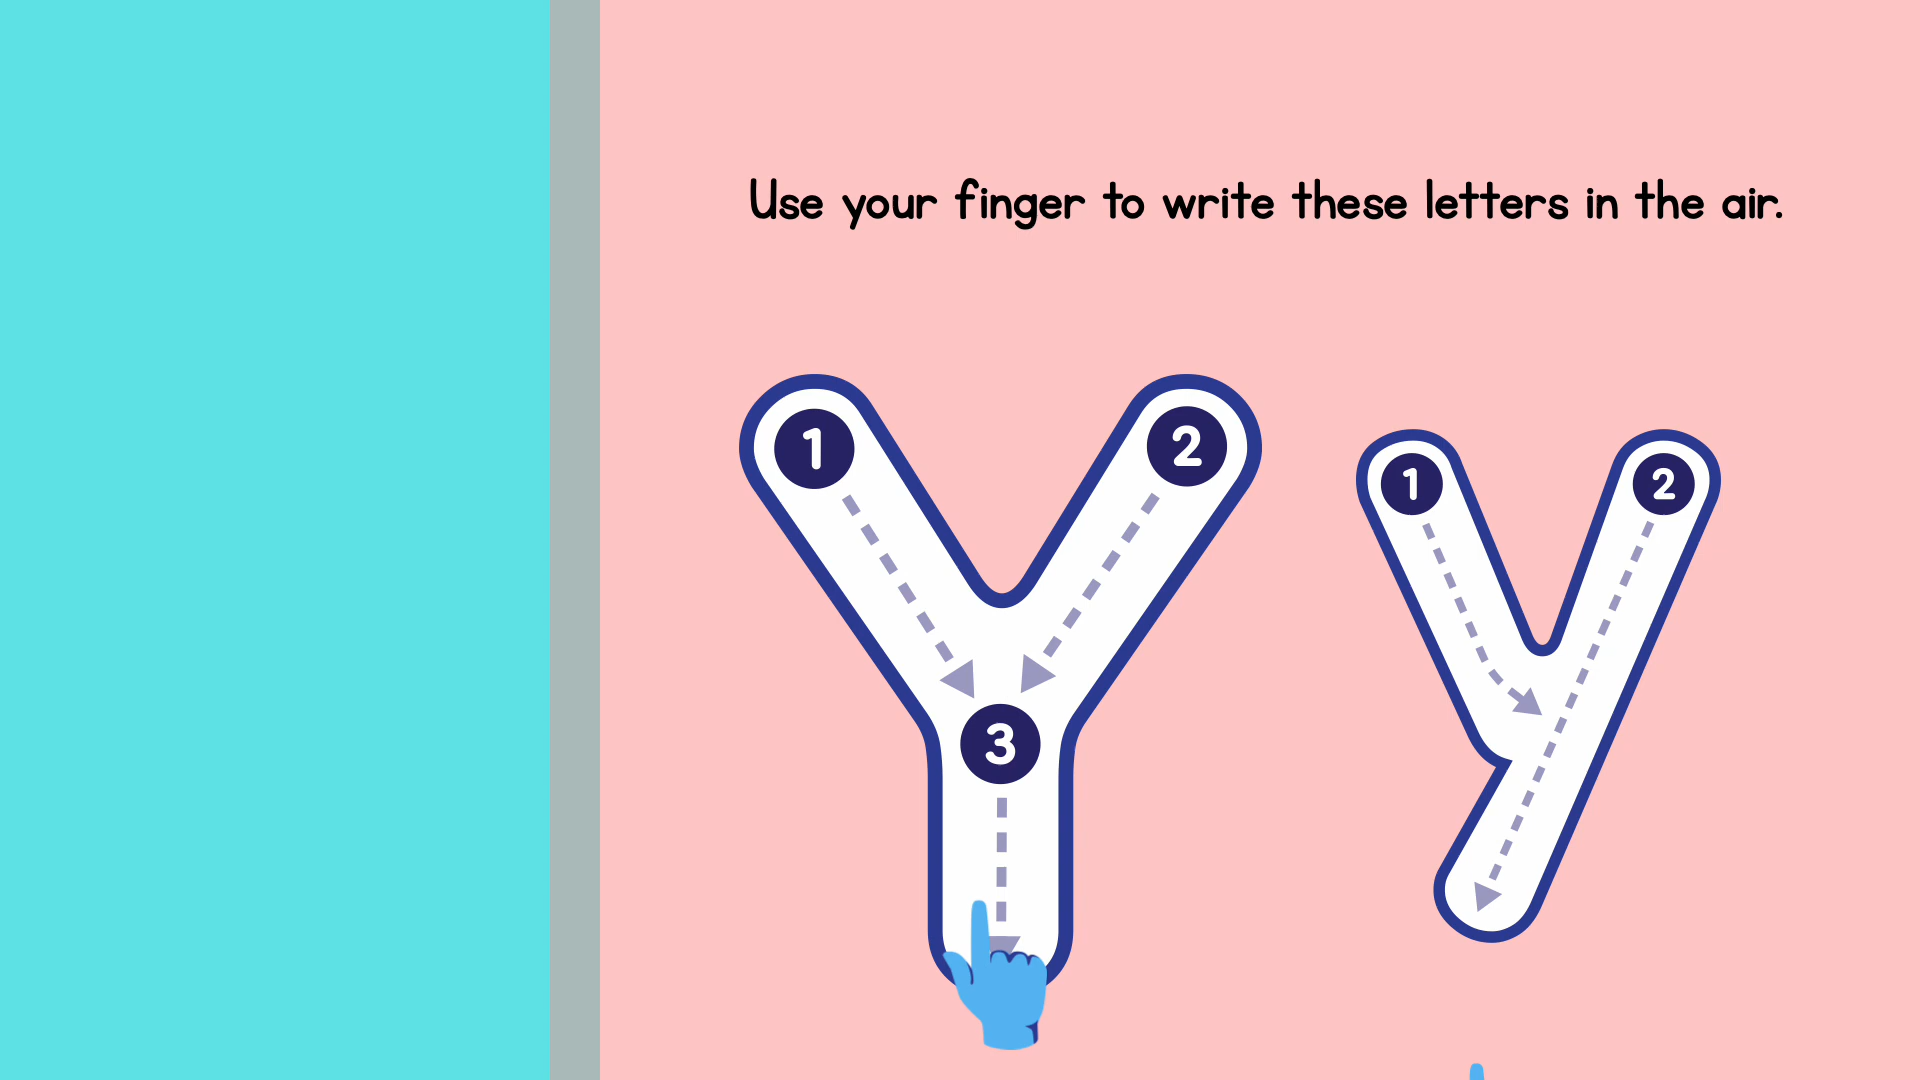 Use your finger to write these letters in the air.
Y y
1 2 1 2
3